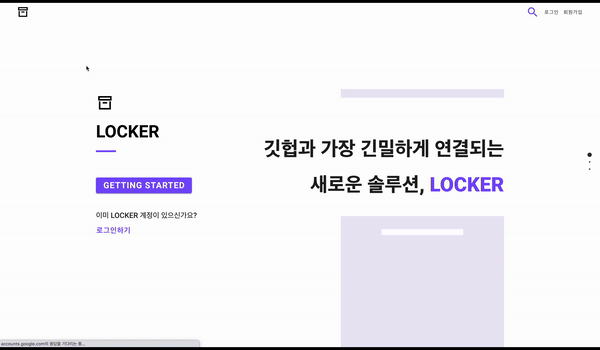 로그인 회원가입
LOCKER
GETTING STARTED
이미 LOCKER 계정이 있으신가요?
로그인하기
깃헙과 가장 긴밀하게 연결되는
새로운 솔루션, LOCKER
accounts.google.com의 응답을 기다리는 중...